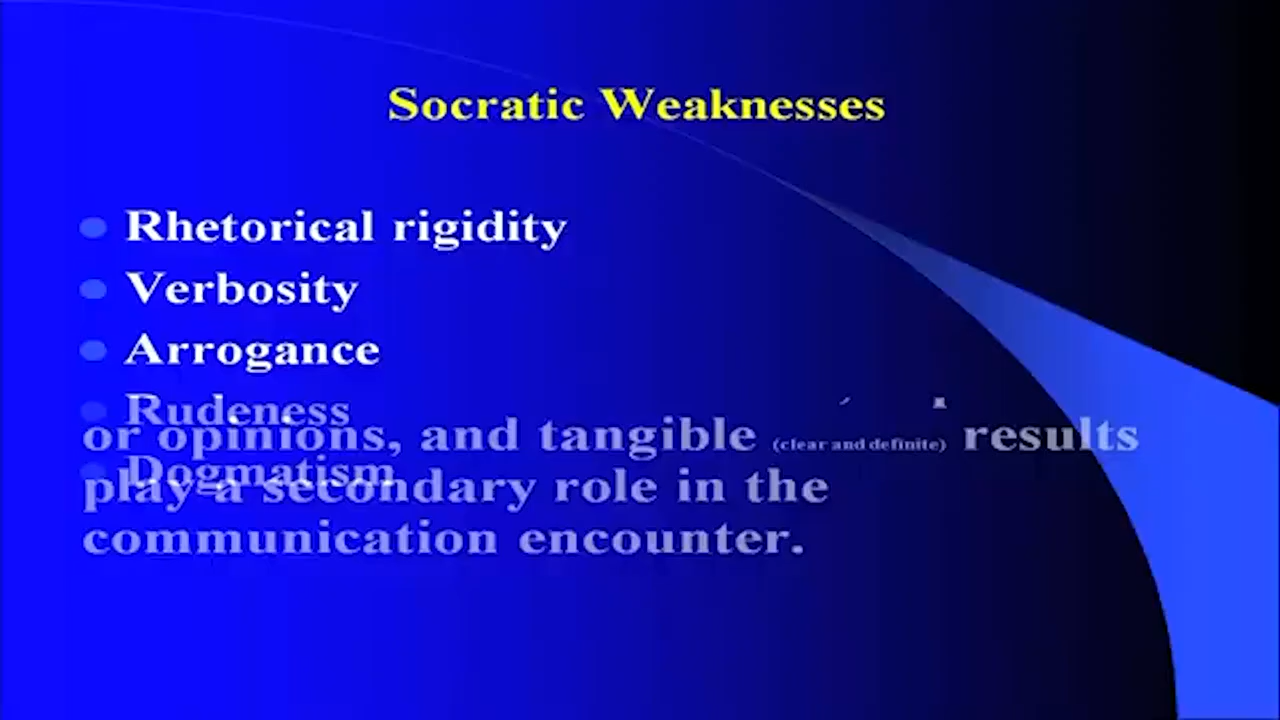 Socratic Weaknesses
Rhetorical rigidity
Verbosity
Arrogance
Rudeness
or opinions, and tangible (clear and definite) results
Dogmatism
play a secondary role in the
communication encounter.